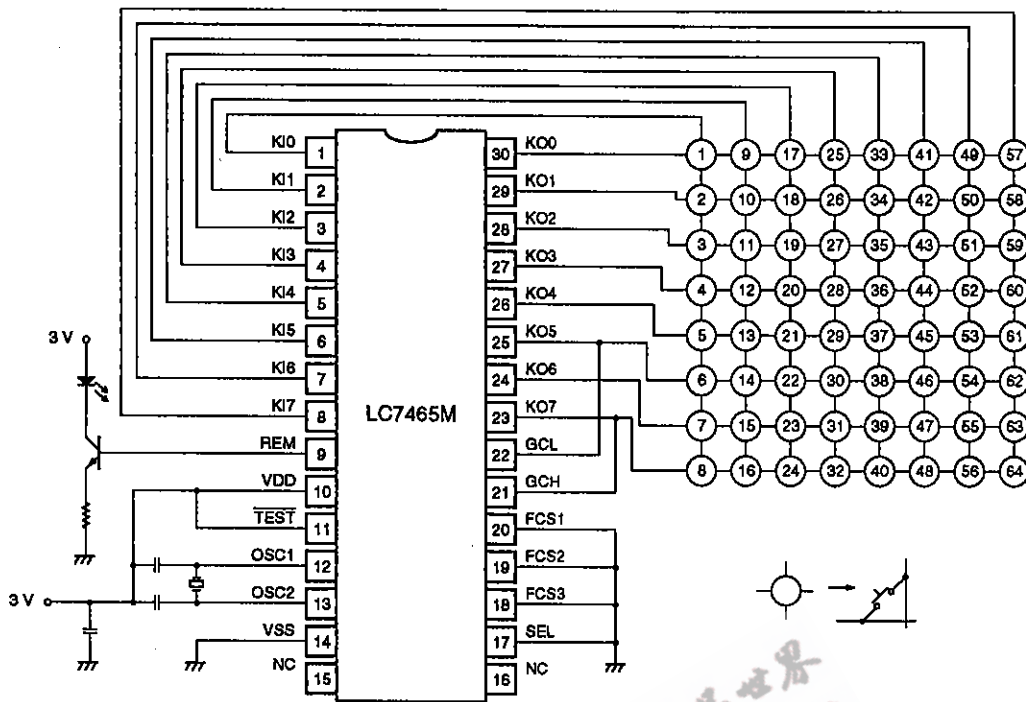 KI0 1 30 KO0
KI1 2 29 KO1
KI2 3 28 KO2
KI3 4 27 KO3
KI4 5 26 KO4
KI5 6 25 KO5
KI6 7 24 KO6
KI7 8 23 KO7
REM 9 22 GCL
VDD 10 21 GCH
TEST 11 20 FCS1
OSC1 12 19 FCS2
OSC2 13 18 FCS3
VSS 14 17 SEL
NC 15 16 NC
LC7465M
3 V
3 V
1 9 17 25 33 41 49 57
2 10 18 26 34 42 50 58
3 11 19 27 35 43 51 59
4 12 20 28 36 44 52 60
5 13 21 29 37 45 53 61
6 14 22 30 38 46 54 62
7 15 23 31 39 47 55 63
8 16 24 32 40 48 56 64